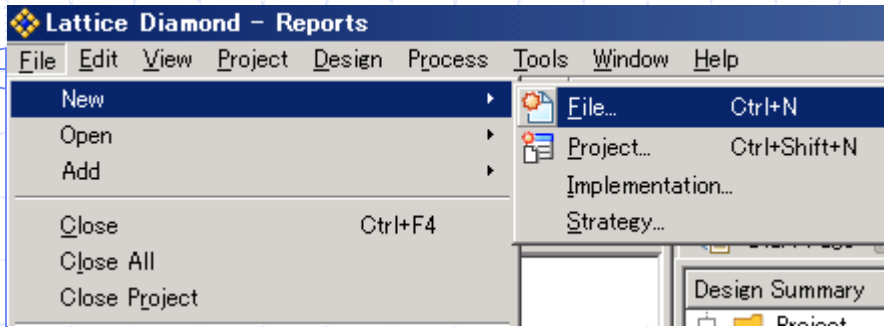 Lattice Diamond - Reports
File Edit View Project Design Process Tools Window Help
New
File... Ctrl+N
Open
Project... Ctrl+Shift+N
Add
Implementation...
Close Ctrl+F4
Strategy...
Close All
Close Project
Design Summary
Project